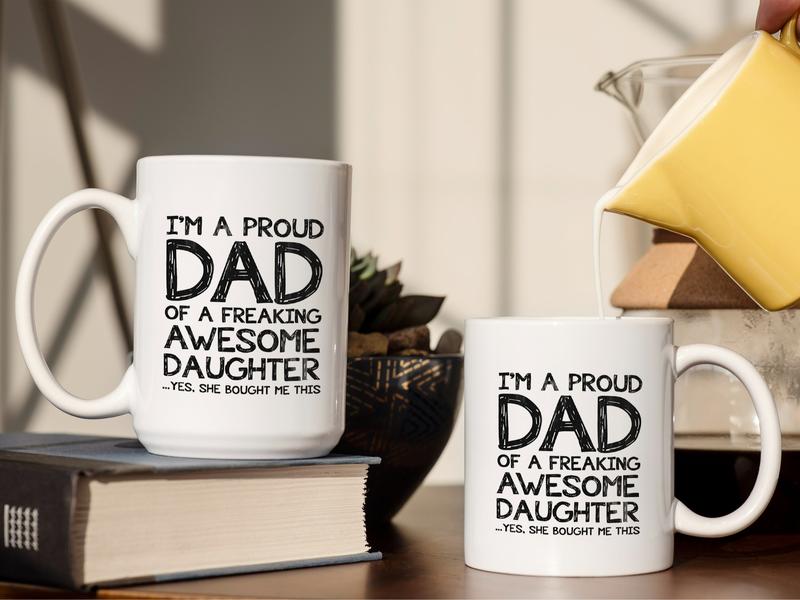 I'M A PROUD
DAD
OF A FREAKING
AWESOME
DAUGHTER
...YES, SHE BOUGHT ME THIS
I'M A PROUD
DAD
OF A FREAKING
AWESOME
DAUGHTER
...YES, SHE BOUGHT ME THIS